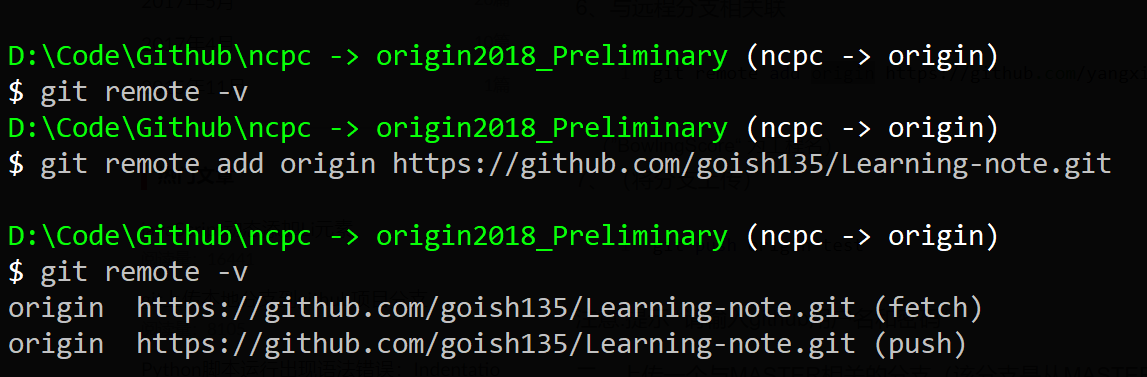 D:\Code\Github\ncpc -> origin2018_Preliminary (ncpc -> origin)
$ git remote -v
D:\Code\Github\ncpc -> origin2018_Preliminary (ncpc -> origin)
$ git remote add origin https://github.com/goish135/Learning-note.git
D:\Code\Github\ncpc -> origin2018_Preliminary (ncpc -> origin)
$ git remote -v
origin https://github.com/goish135/Learning-note.git (fetch)
origin https://github.com/goish135/Learning-note.git (push)